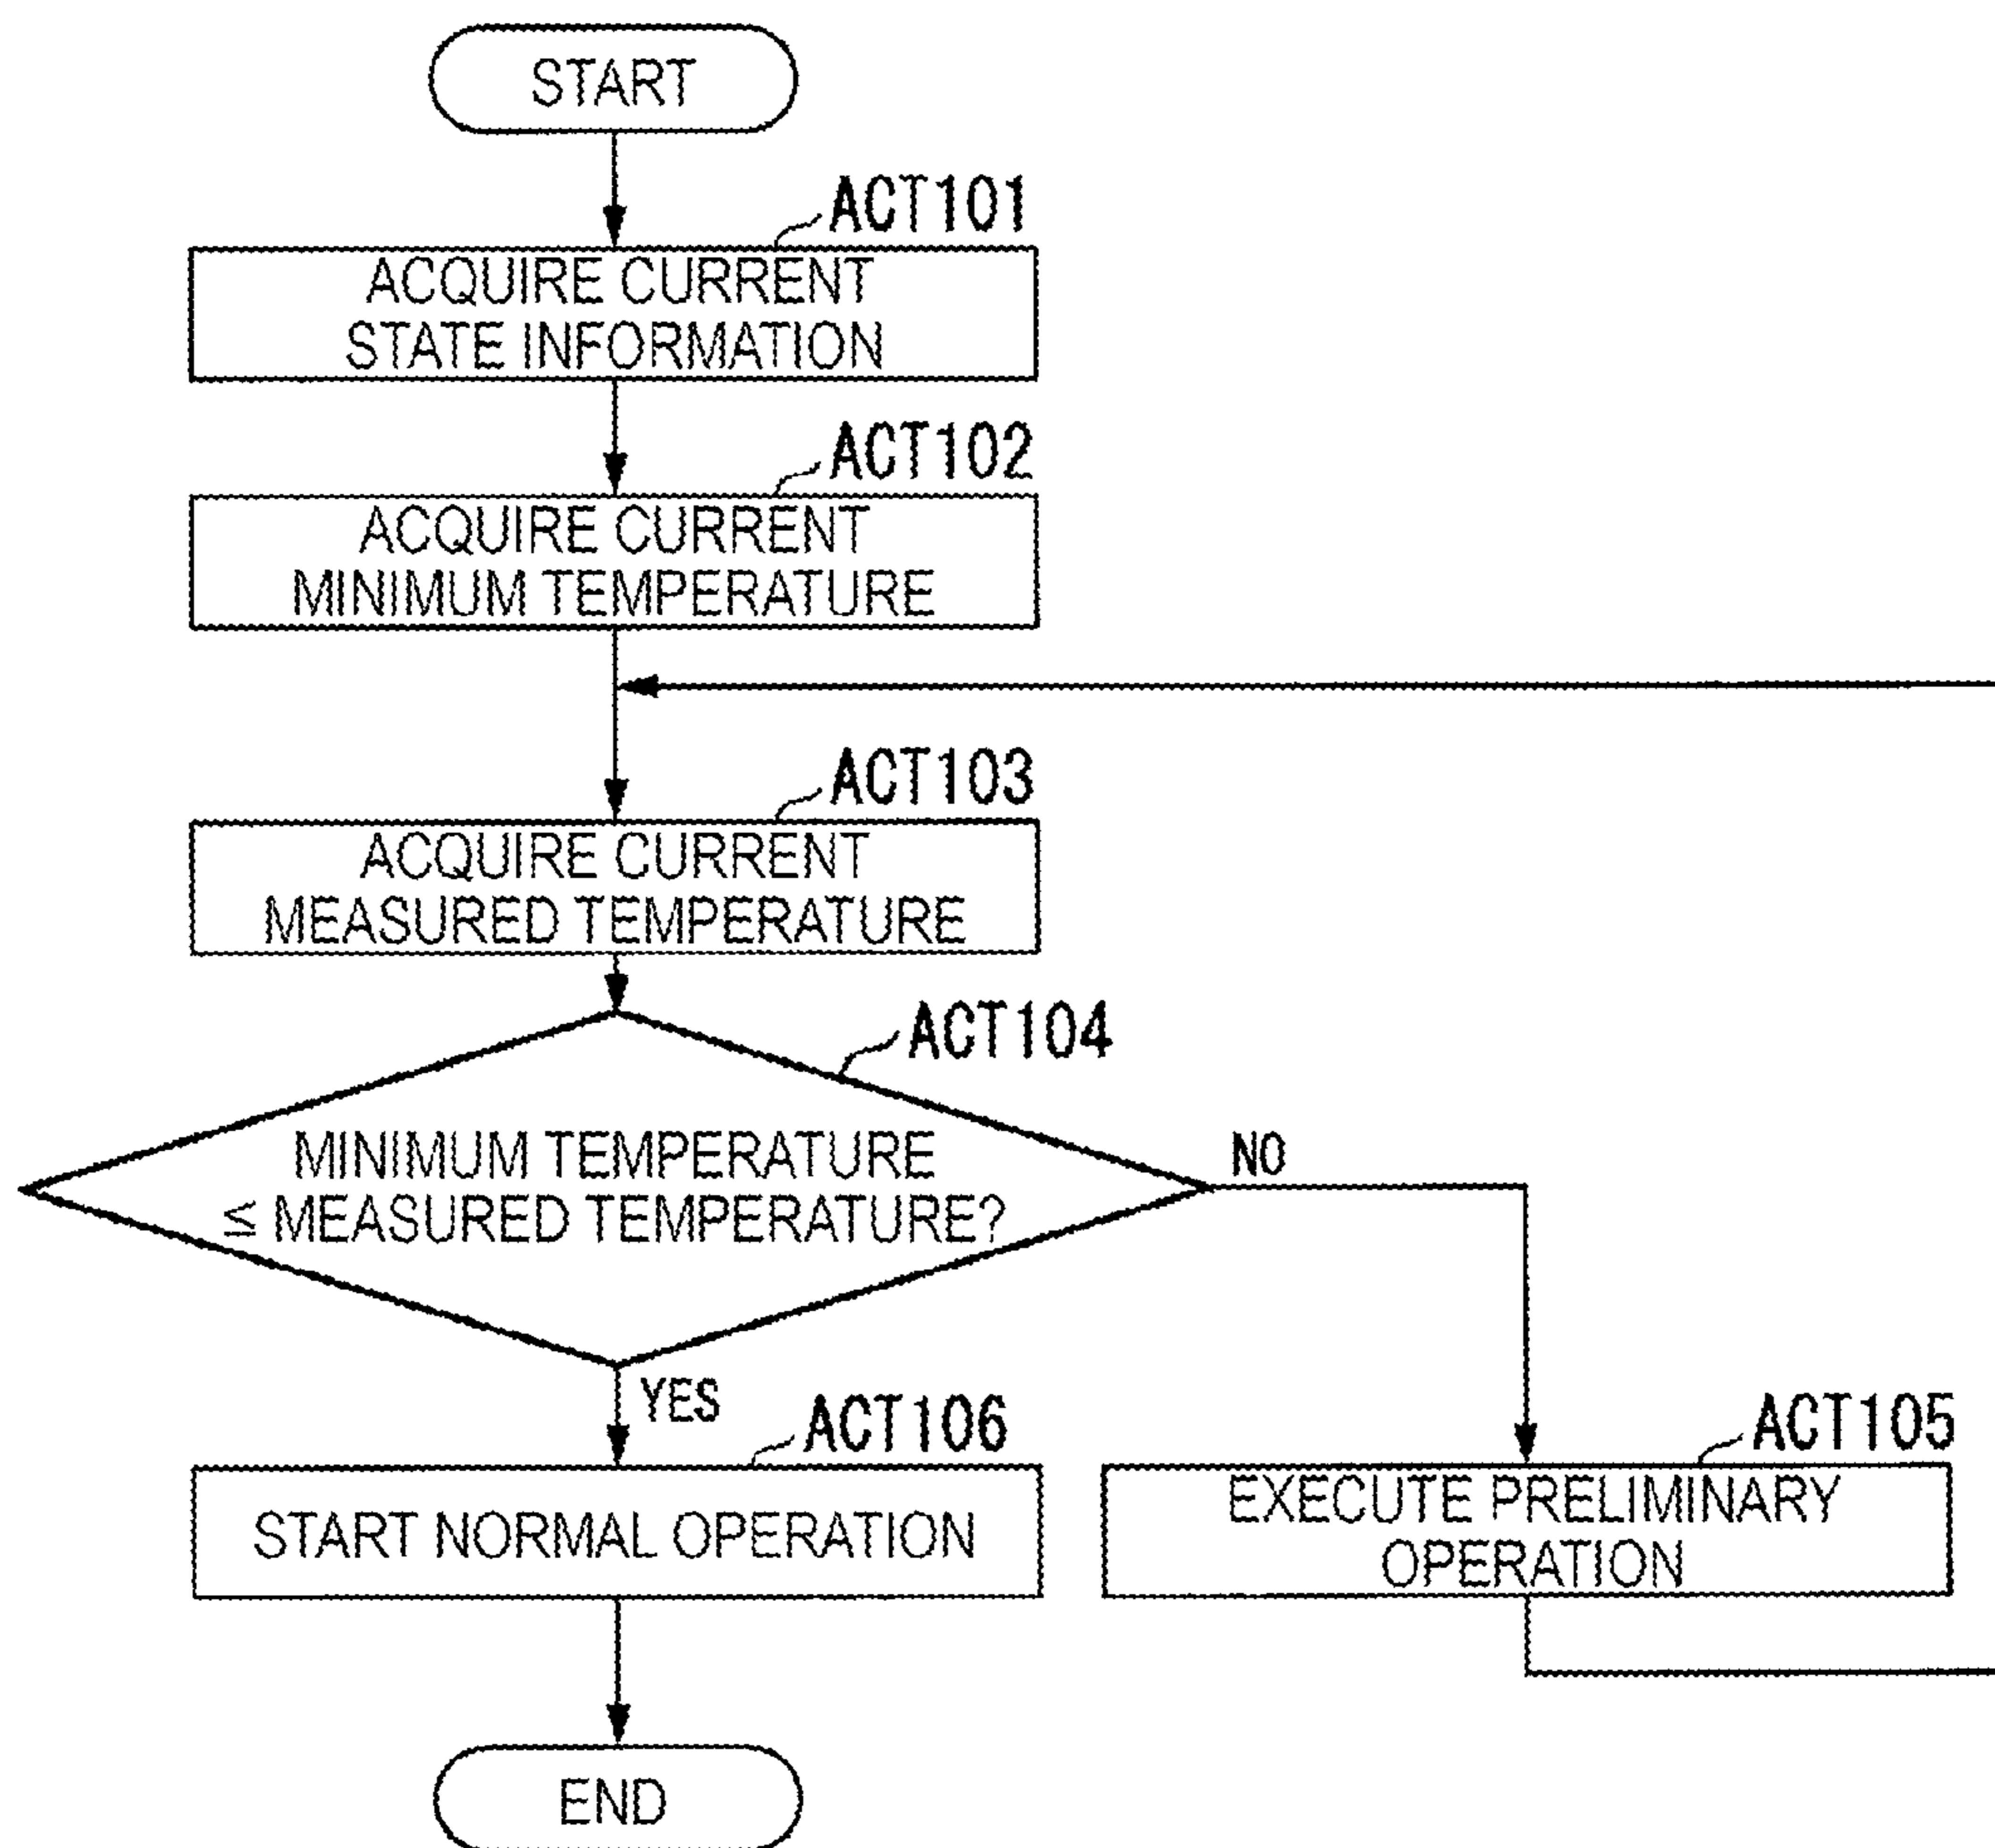 START
ACT101
ACQUIRE CURRENT
STATE INFORMATION
ACT102
ACQUIRE CURRENT
MINIMUM TEMPERATURE
ACT103
ACQUIRE CURRENT
MEASURED TEMPERATURE
ACT104
MINIMUM TEMPERATURE
≤ MEASURED TEMPERATURE?
NO
YES
ACT106
START NORMAL OPERATION
ACT105
EXECUTE PRELIMINARY
OPERATION
END